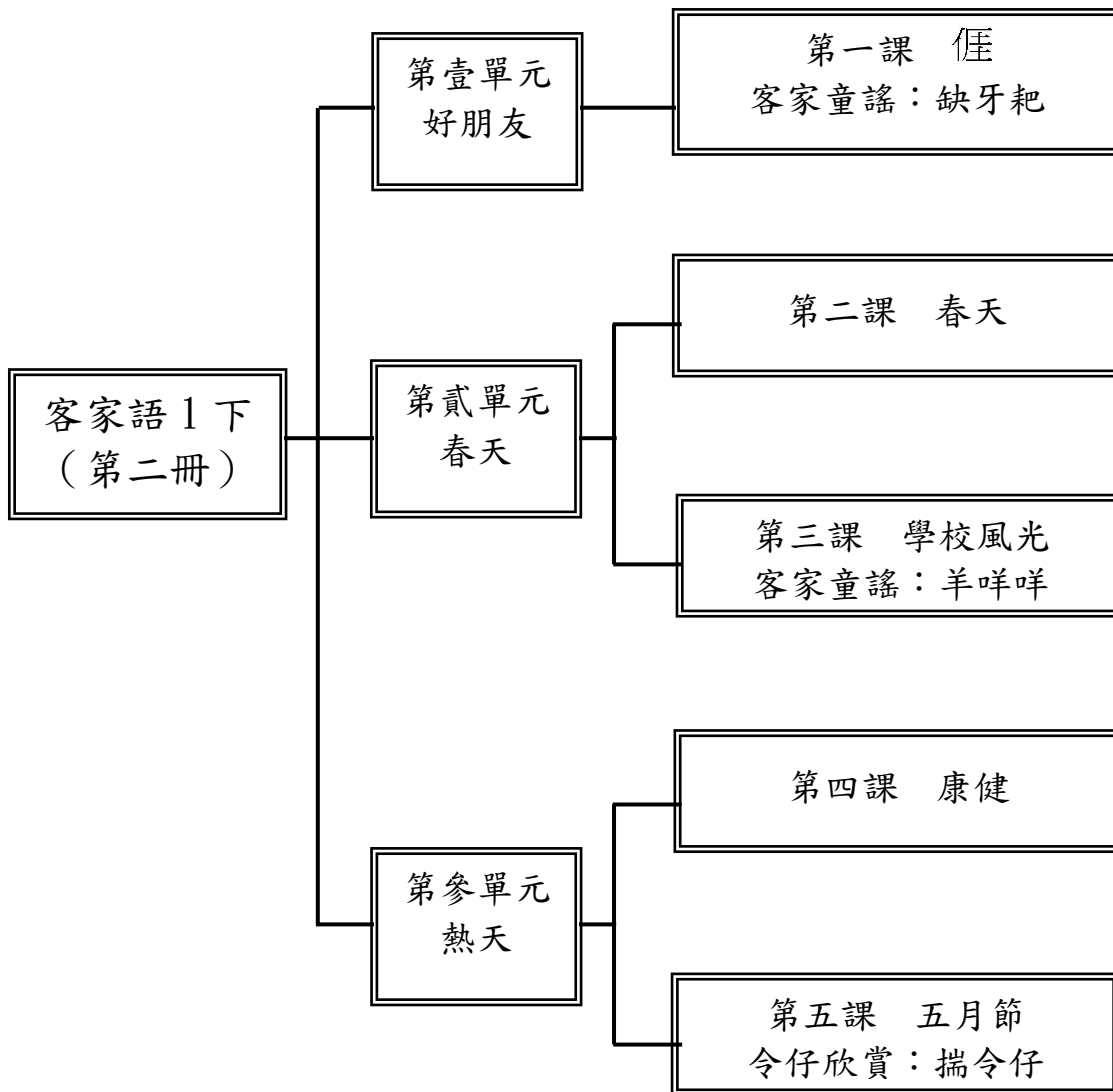 客家語1下
(第二冊)
第壹單元
好朋友
第一課　𠊎
客家童謠：缺牙耙
第貳單元
春天
第二課　春天
第三課　學校風光
客家童謠：羊咩咩
第參單元
熱天
第四課　康健
第五課　五月節
令仔欣賞：揣令仔